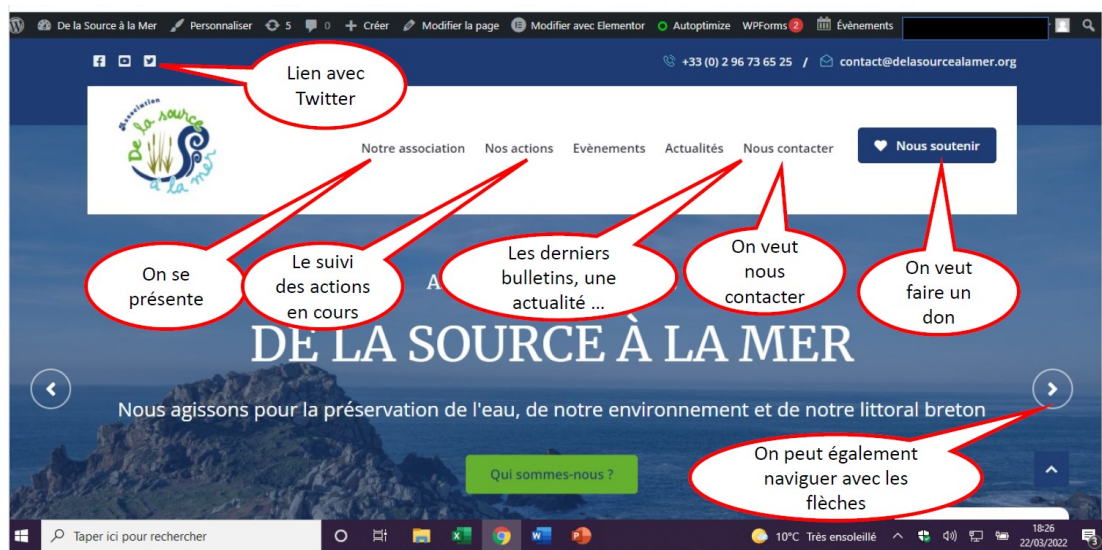 De la Source à la Mer Personnaliser 5 0 + Créer Modifier la page Modifier avec Elementor Autoptimize WPForms 2 Évènements
+33 (0) 2 96 73 65 25 / contact@delasourcealamer.org
Lien avec
Twitter
Association
De la source
à la mer
Notre association Nos actions Evènements Actualités Nous contacter Nous soutenir
On se
présente
Le suivi
des actions
en cours
Les derniers
bulletins, une
actualité ...
On veut
nous
contacter
On veut
faire un
don
A
DE LA SOURCE À LA MER
Nous agissons pour la préservation de l'eau, de notre environnement et de notre littoral breton
Qui sommes-nous ?
On peut également
naviguer avec les
flèches
Taper ici pour rechercher 10°C Très ensoleillé 18:26
22/03/2022 3